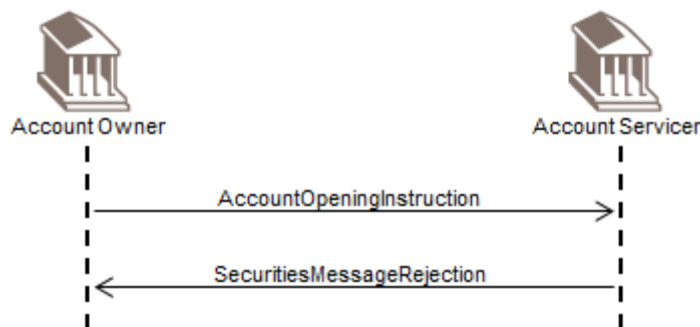 Account Owner
Account Servicer
AccountOpeningInstruction
SecuritiesMessageRejection